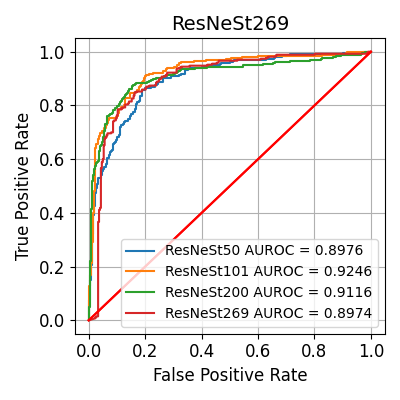 ResNeSt269
1.0
0.8
0.6
0.4
0.2
0.0
True Positive Rate
ResNeSt50 AUROC = 0.8976
ResNeSt101 AUROC = 0.9246
ResNeSt200 AUROC = 0.9116
ResNeSt269 AUROC = 0.8974
0.0 0.2 0.4 0.6 0.8 1.0
False Positive Rate